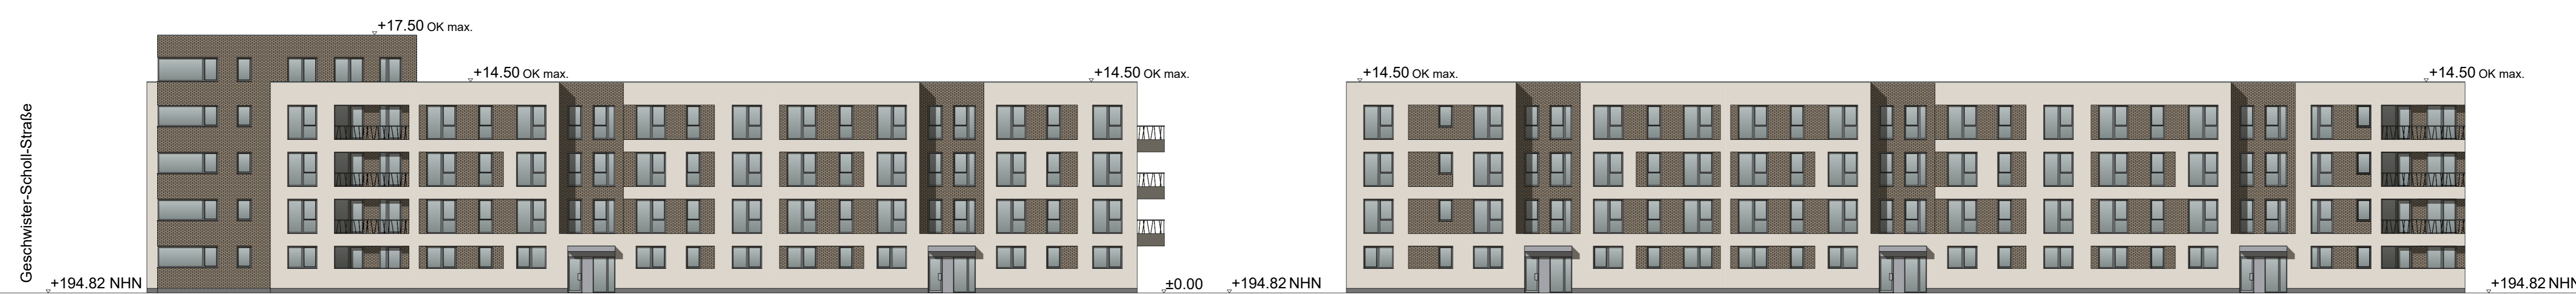 +17.50 OK max.
+14.50 OK max.
+14.50 OK max.
+14.50 OK max.
+14.50 OK max.
Geschwister-Scholl-Straße
+194.82 NHN
±0.00
+194.82 NHN
+194.82 NHN